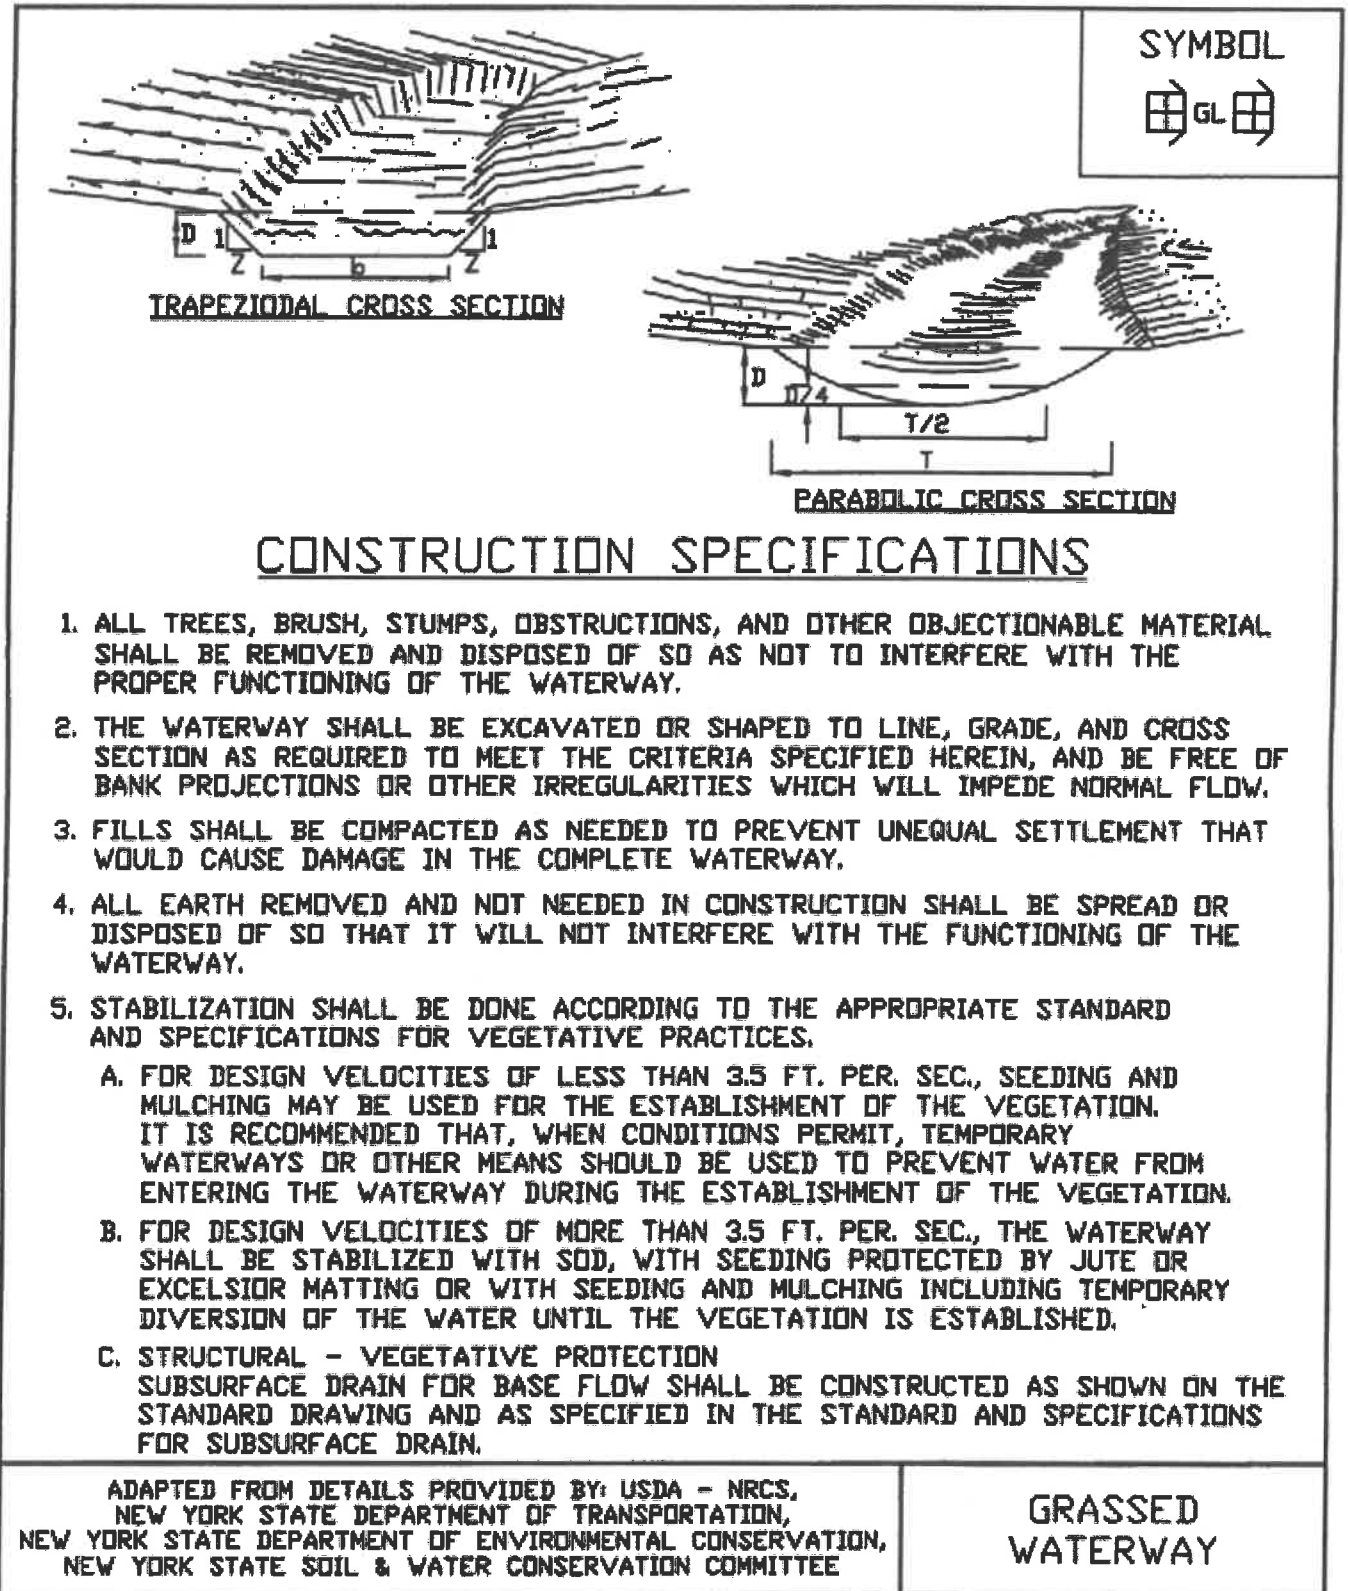 SYMBOL
GL
D 1 1
Z b Z
TRAPEZIODAL CROSS SECTION
D
D/4
T/2
T
PARABOLIC CROSS SECTION
CONSTRUCTION SPECIFICATIONS
1. ALL TREES, BRUSH, STUMPS, OBSTRUCTIONS, AND OTHER OBJECTIONABLE MATERIAL
SHALL BE REMOVED AND DISPOSED OF SO AS NOT TO INTERFERE WITH THE
PROPER FUNCTIONING OF THE WATERWAY.
2. THE WATERWAY SHALL BE EXCAVATED OR SHAPED TO LINE, GRADE, AND CROSS
SECTION AS REQUIRED TO MEET THE CRITERIA SPECIFIED HEREIN, AND BE FREE OF
BANK PROJECTIONS OR OTHER IRREGULARITIES WHICH WILL IMPEDE NORMAL FLOW.
3. FILLS SHALL BE COMPACTED AS NEEDED TO PREVENT UNEQUAL SETTLEMENT THAT
WOULD CAUSE DAMAGE IN THE COMPLETE WATERWAY.
4. ALL EARTH REMOVED AND NOT NEEDED IN CONSTRUCTION SHALL BE SPREAD OR
DISPOSED OF SO THAT IT WILL NOT INTERFERE WITH THE FUNCTIONING OF THE
WATERWAY.
5. STABILIZATION SHALL BE DONE ACCORDING TO THE APPROPRIATE STANDARD
AND SPECIFICATIONS FOR VEGETATIVE PRACTICES.
A. FOR DESIGN VELOCITIES OF LESS THAN 3.5 FT. PER. SEC., SEEDING AND
MULCHING MAY BE USED FOR THE ESTABLISHMENT OF THE VEGETATION.
IT IS RECOMMENDED THAT, WHEN CONDITIONS PERMIT, TEMPORARY
WATERWAYS OR OTHER MEANS SHOULD BE USED TO PREVENT WATER FROM
ENTERING THE WATERWAY DURING THE ESTABLISHMENT OF THE VEGETATION.
B. FOR DESIGN VELOCITIES OF MORE THAN 3.5 FT. PER. SEC., THE WATERWAY
SHALL BE STABILIZED WITH SOD, WITH SEEDING PROTECTED BY JUTE OR
EXCELSIOR MATTING OR WITH SEEDING AND MULCHING INCLUDING TEMPORARY
DIVERSION OF THE WATER UNTIL THE VEGETATION IS ESTABLISHED.
C. STRUCTURAL - VEGETATIVE PROTECTION
SUBSURFACE DRAIN FOR BASE FLOW SHALL BE CONSTRUCTED AS SHOWN ON THE
STANDARD DRAWING AND AS SPECIFIED IN THE STANDARD AND SPECIFICATIONS
FOR SUBSURFACE DRAIN.
ADAPTED FROM DETAILS PROVIDED BY: USDA - NRCS,
NEW YORK STATE DEPARTMENT OF TRANSPORTATION,
NEW YORK STATE DEPARTMENT OF ENVIRONMENTAL CONSERVATION,
NEW YORK STATE SOIL & WATER CONSERVATION COMMITTEE
GRASSED
WATERWAY